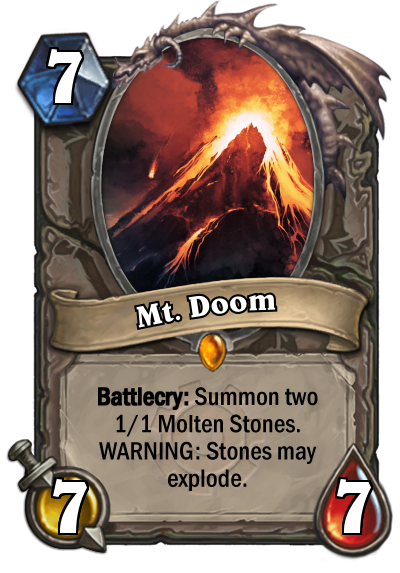 7
Mt. Doom
Battlecry: Summon two
1/1 Molten Stones.
WARNING: Stones may
explode.
7
7